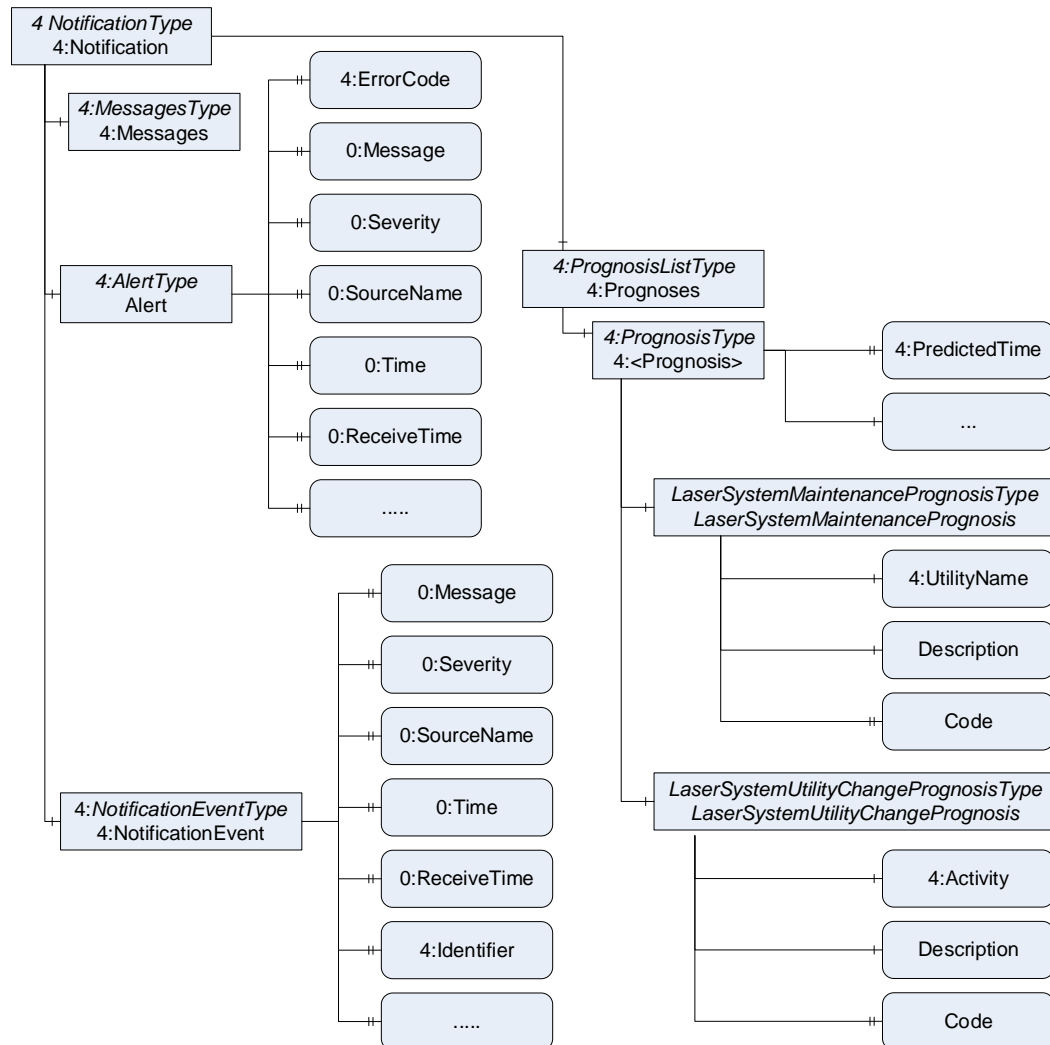 4 NotificationType
4:Notification
4:MessagesType
4:Messages
4:AlertType
Alert
4:ErrorCode
0:Message
0:Severity
0:SourceName
0:Time
0:ReceiveTime
.....
4:NotificationEventType
4:NotificationEvent
0:Message
0:Severity
0:SourceName
0:Time
0:ReceiveTime
4:Identifier
.....
4:PrognosisListType
4:Prognoses
4:PrognosisType
4:<Prognosis>
4:PredictedTime
...
LaserSystemMaintenancePrognosisType
LaserSystemMaintenancePrognosis
4:UtilityName
Description
Code
LaserSystemUtilityChangePrognosisType
LaserSystemUtilityChangePrognosis
4:Activity
Description
Code